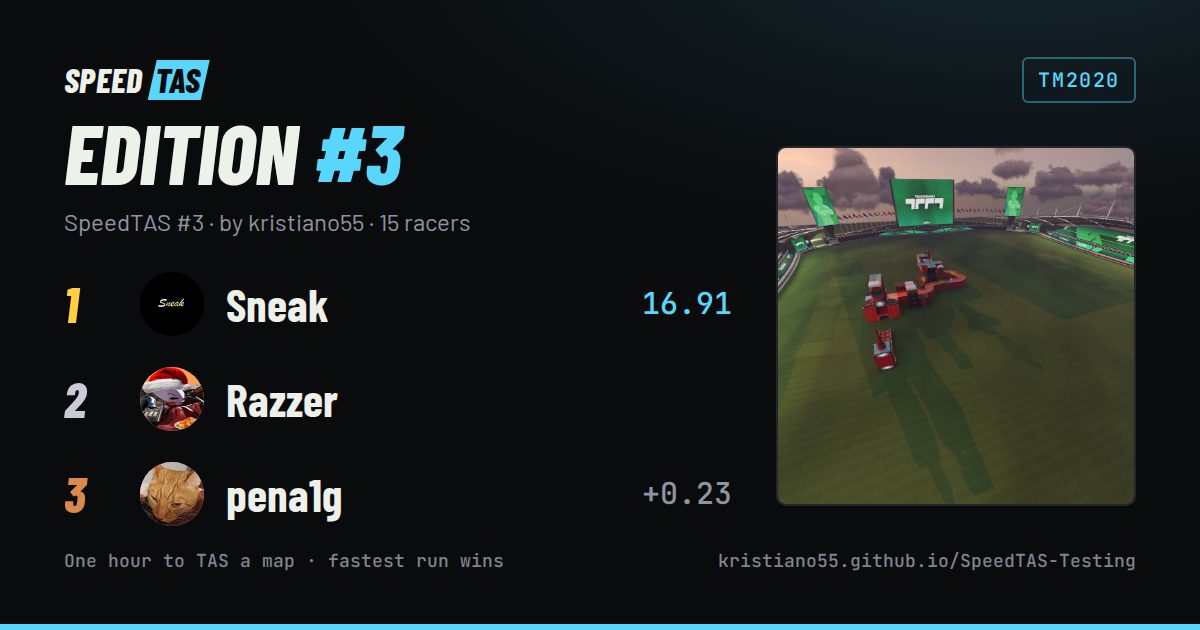 SPEED TAS
TM2020
EDITION #3
SpeedTAS #3 · by kristiano55 · 15 racers
1 Sneak Sneak 16.91
2 Razzer
3 pena1g +0.23
One hour to TAS a map · fastest run wins
kristiano55.github.io/SpeedTAS-Testing